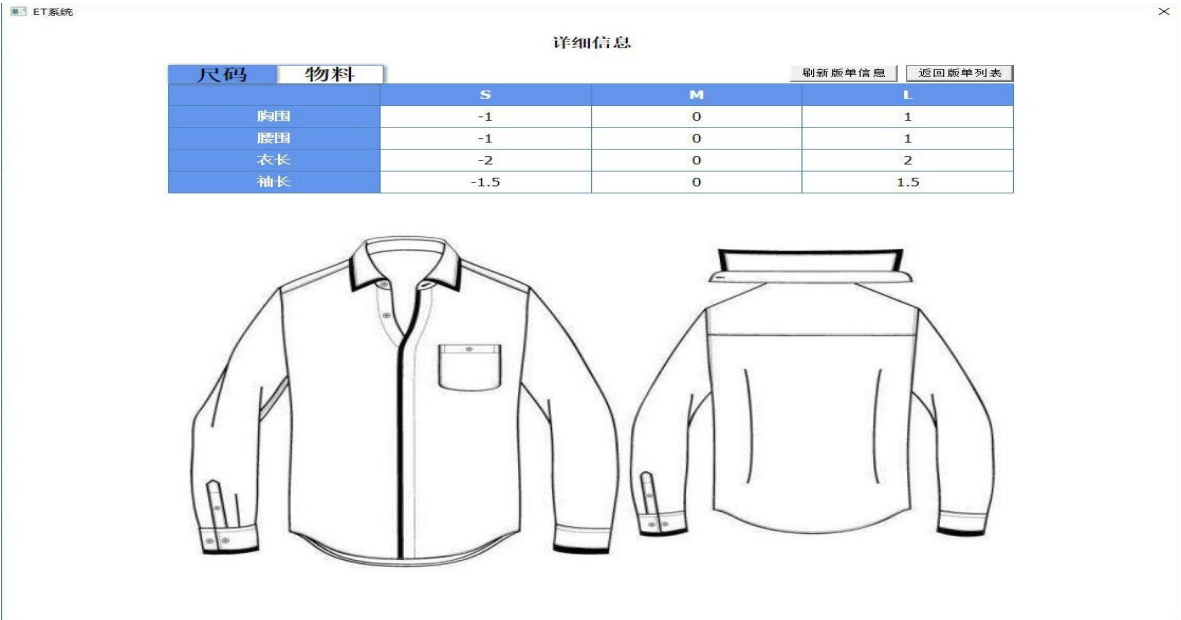 ET系统
详细信息
尺码 物料 刷新版单信息 返回版单列表
S M L
胸围 -1 0 1
腰围 -1 0 1
衣长 -2 0 2
袖长 -1.5 0 1.5